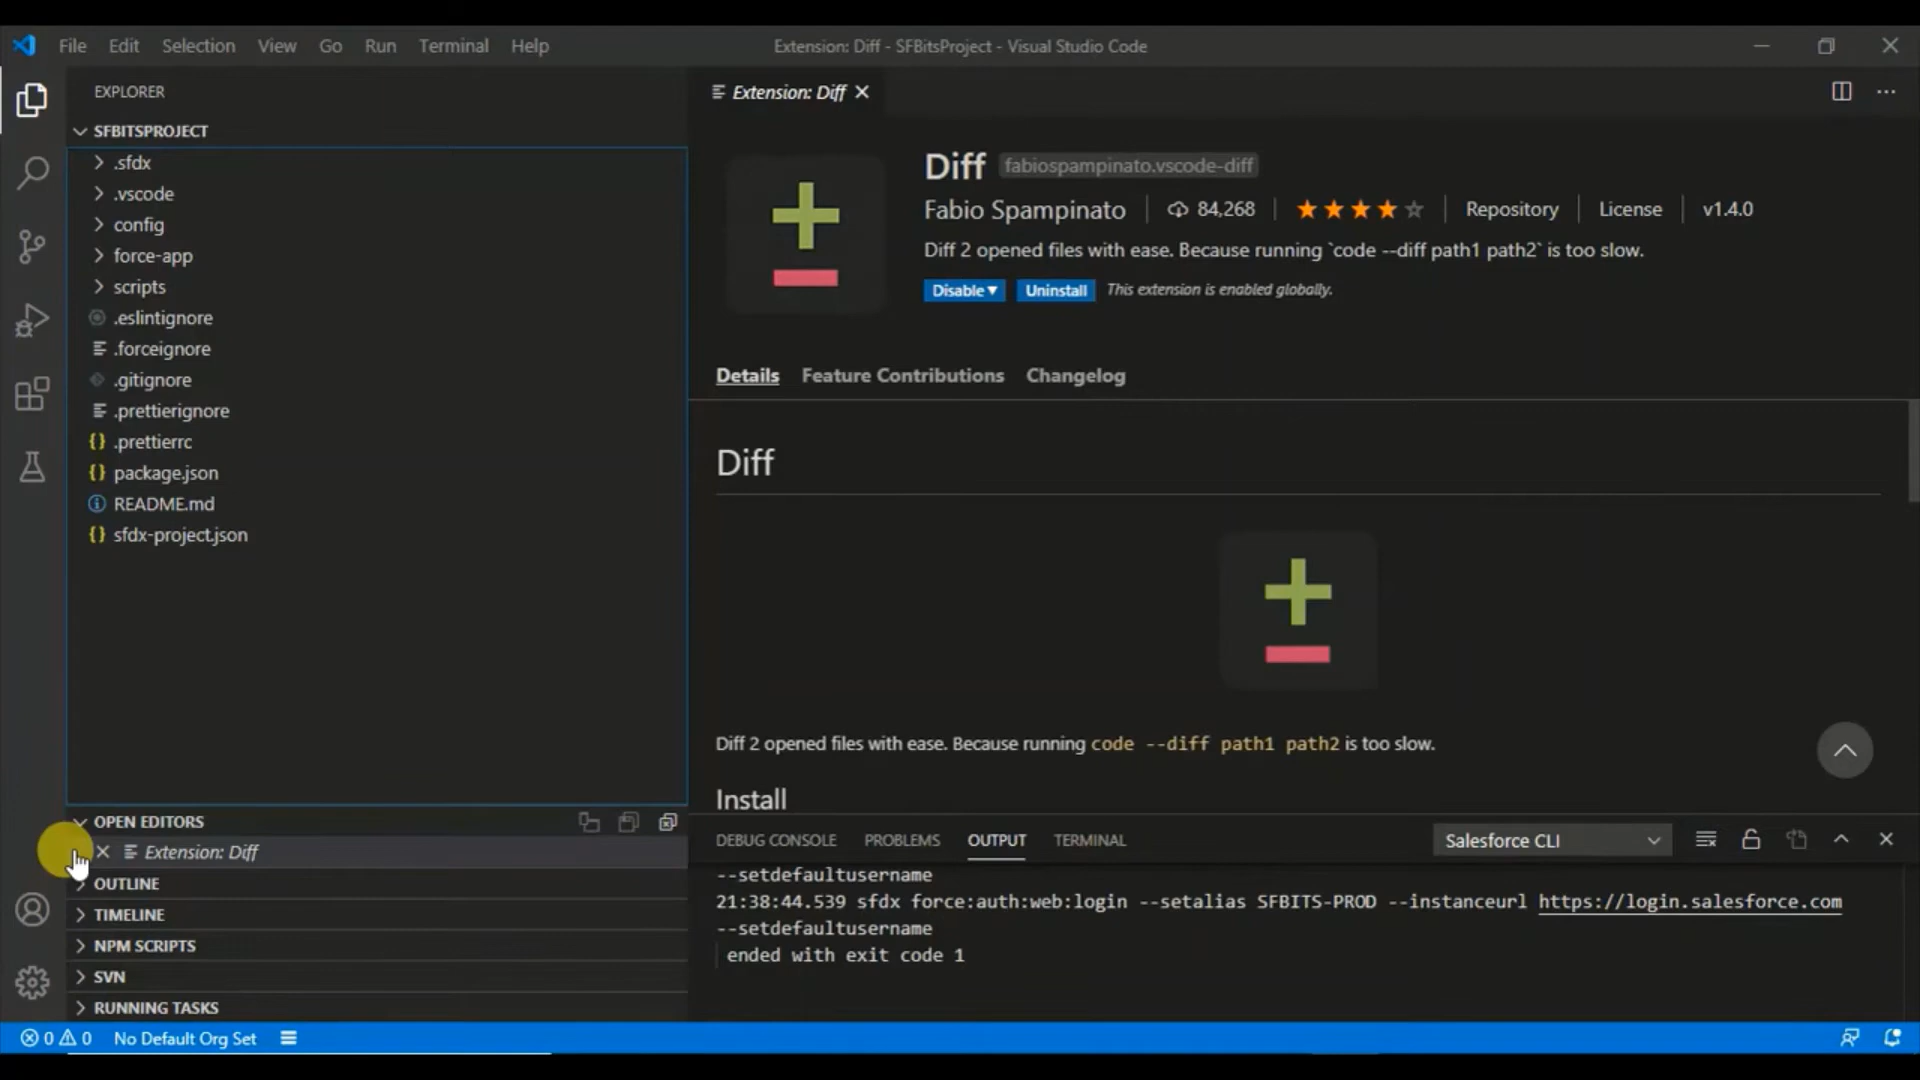 File Edit Selection View Go Run Terminal Help
Extension: Diff - SFBitsProject - Visual Studio Code
EXPLORER
SFBITSPROJECT
.sfdx
.vscode
config
force-app
scripts
.eslintignore
.forceignore
.gitignore
.prettierignore
.prettierrc
package.json
README.md
sfdx-project.json
OPEN EDITORS
Extension: Diff
OUTLINE
TIMELINE
NPM SCRIPTS
SVN
RUNNING TASKS
Extension: Diff
Diff fabiospampinato.vscode-diff
Fabio Spampinato 84,268 Repository License v1.4.0
Diff 2 opened files with ease. Because running `code --diff path1 path2` is too slow.
Disable Uninstall This extension is enabled globally.
Details Feature Contributions Changelog
Diff
Diff 2 opened files with ease. Because running code --diff path1 path2 is too slow.
Install
DEBUG CONSOLE PROBLEMS OUTPUT TERMINAL Salesforce CLI
--setdefaultusername
21:38:44.539 sfdx force:auth:web:login --setalias SFBITS-PROD --instanceurl https://login.salesforce.com
--setdefaultusername
ended with exit code 1
0 0 No Default Org Set